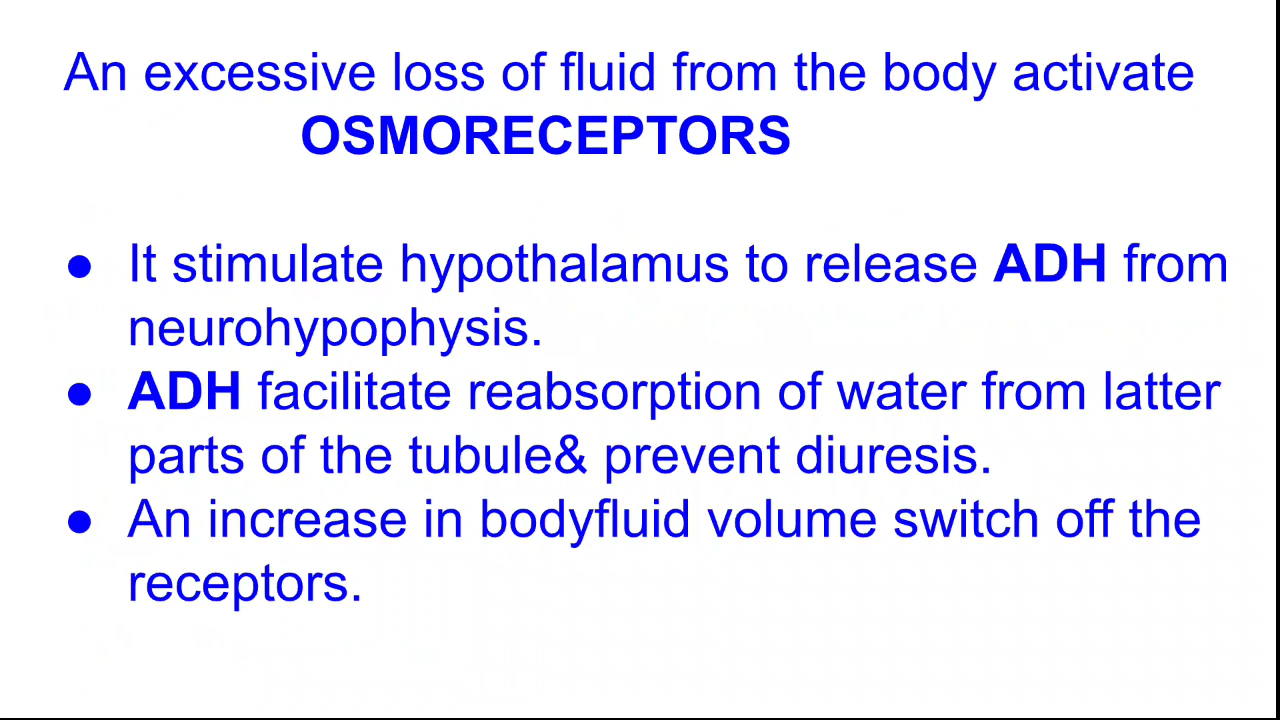 An excessive loss of fluid from the body activate
OSMORECEPTORS
● It stimulate hypothalamus to release ADH from
neurohypophysis.
● ADH facilitate reabsorption of water from latter
parts of the tubule& prevent diuresis.
● An increase in bodyfluid volume switch off the
receptors.